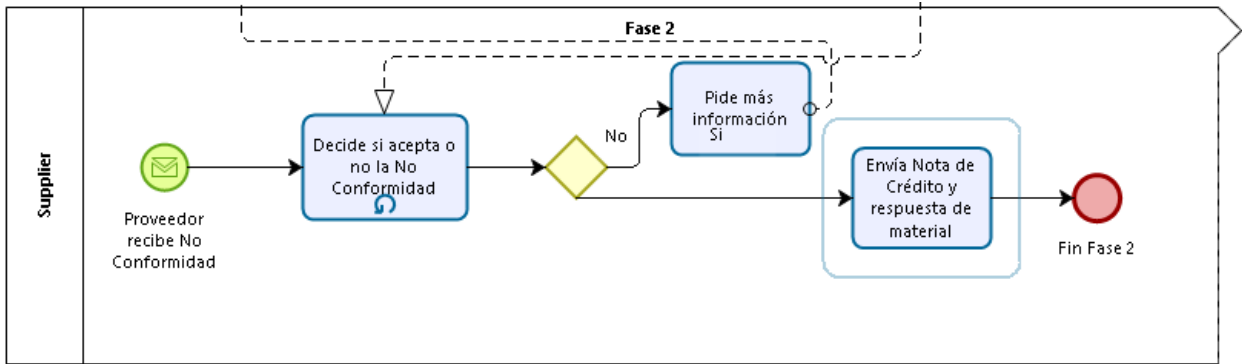 Fase 2
Supplier
Proveedor
recibe No
Conformidad
Decide si acepta o
no la No
Conformidad
No
Pide más
información
Si
Envía Nota de
Crédito y
respuesta de
material
Fin Fase 2